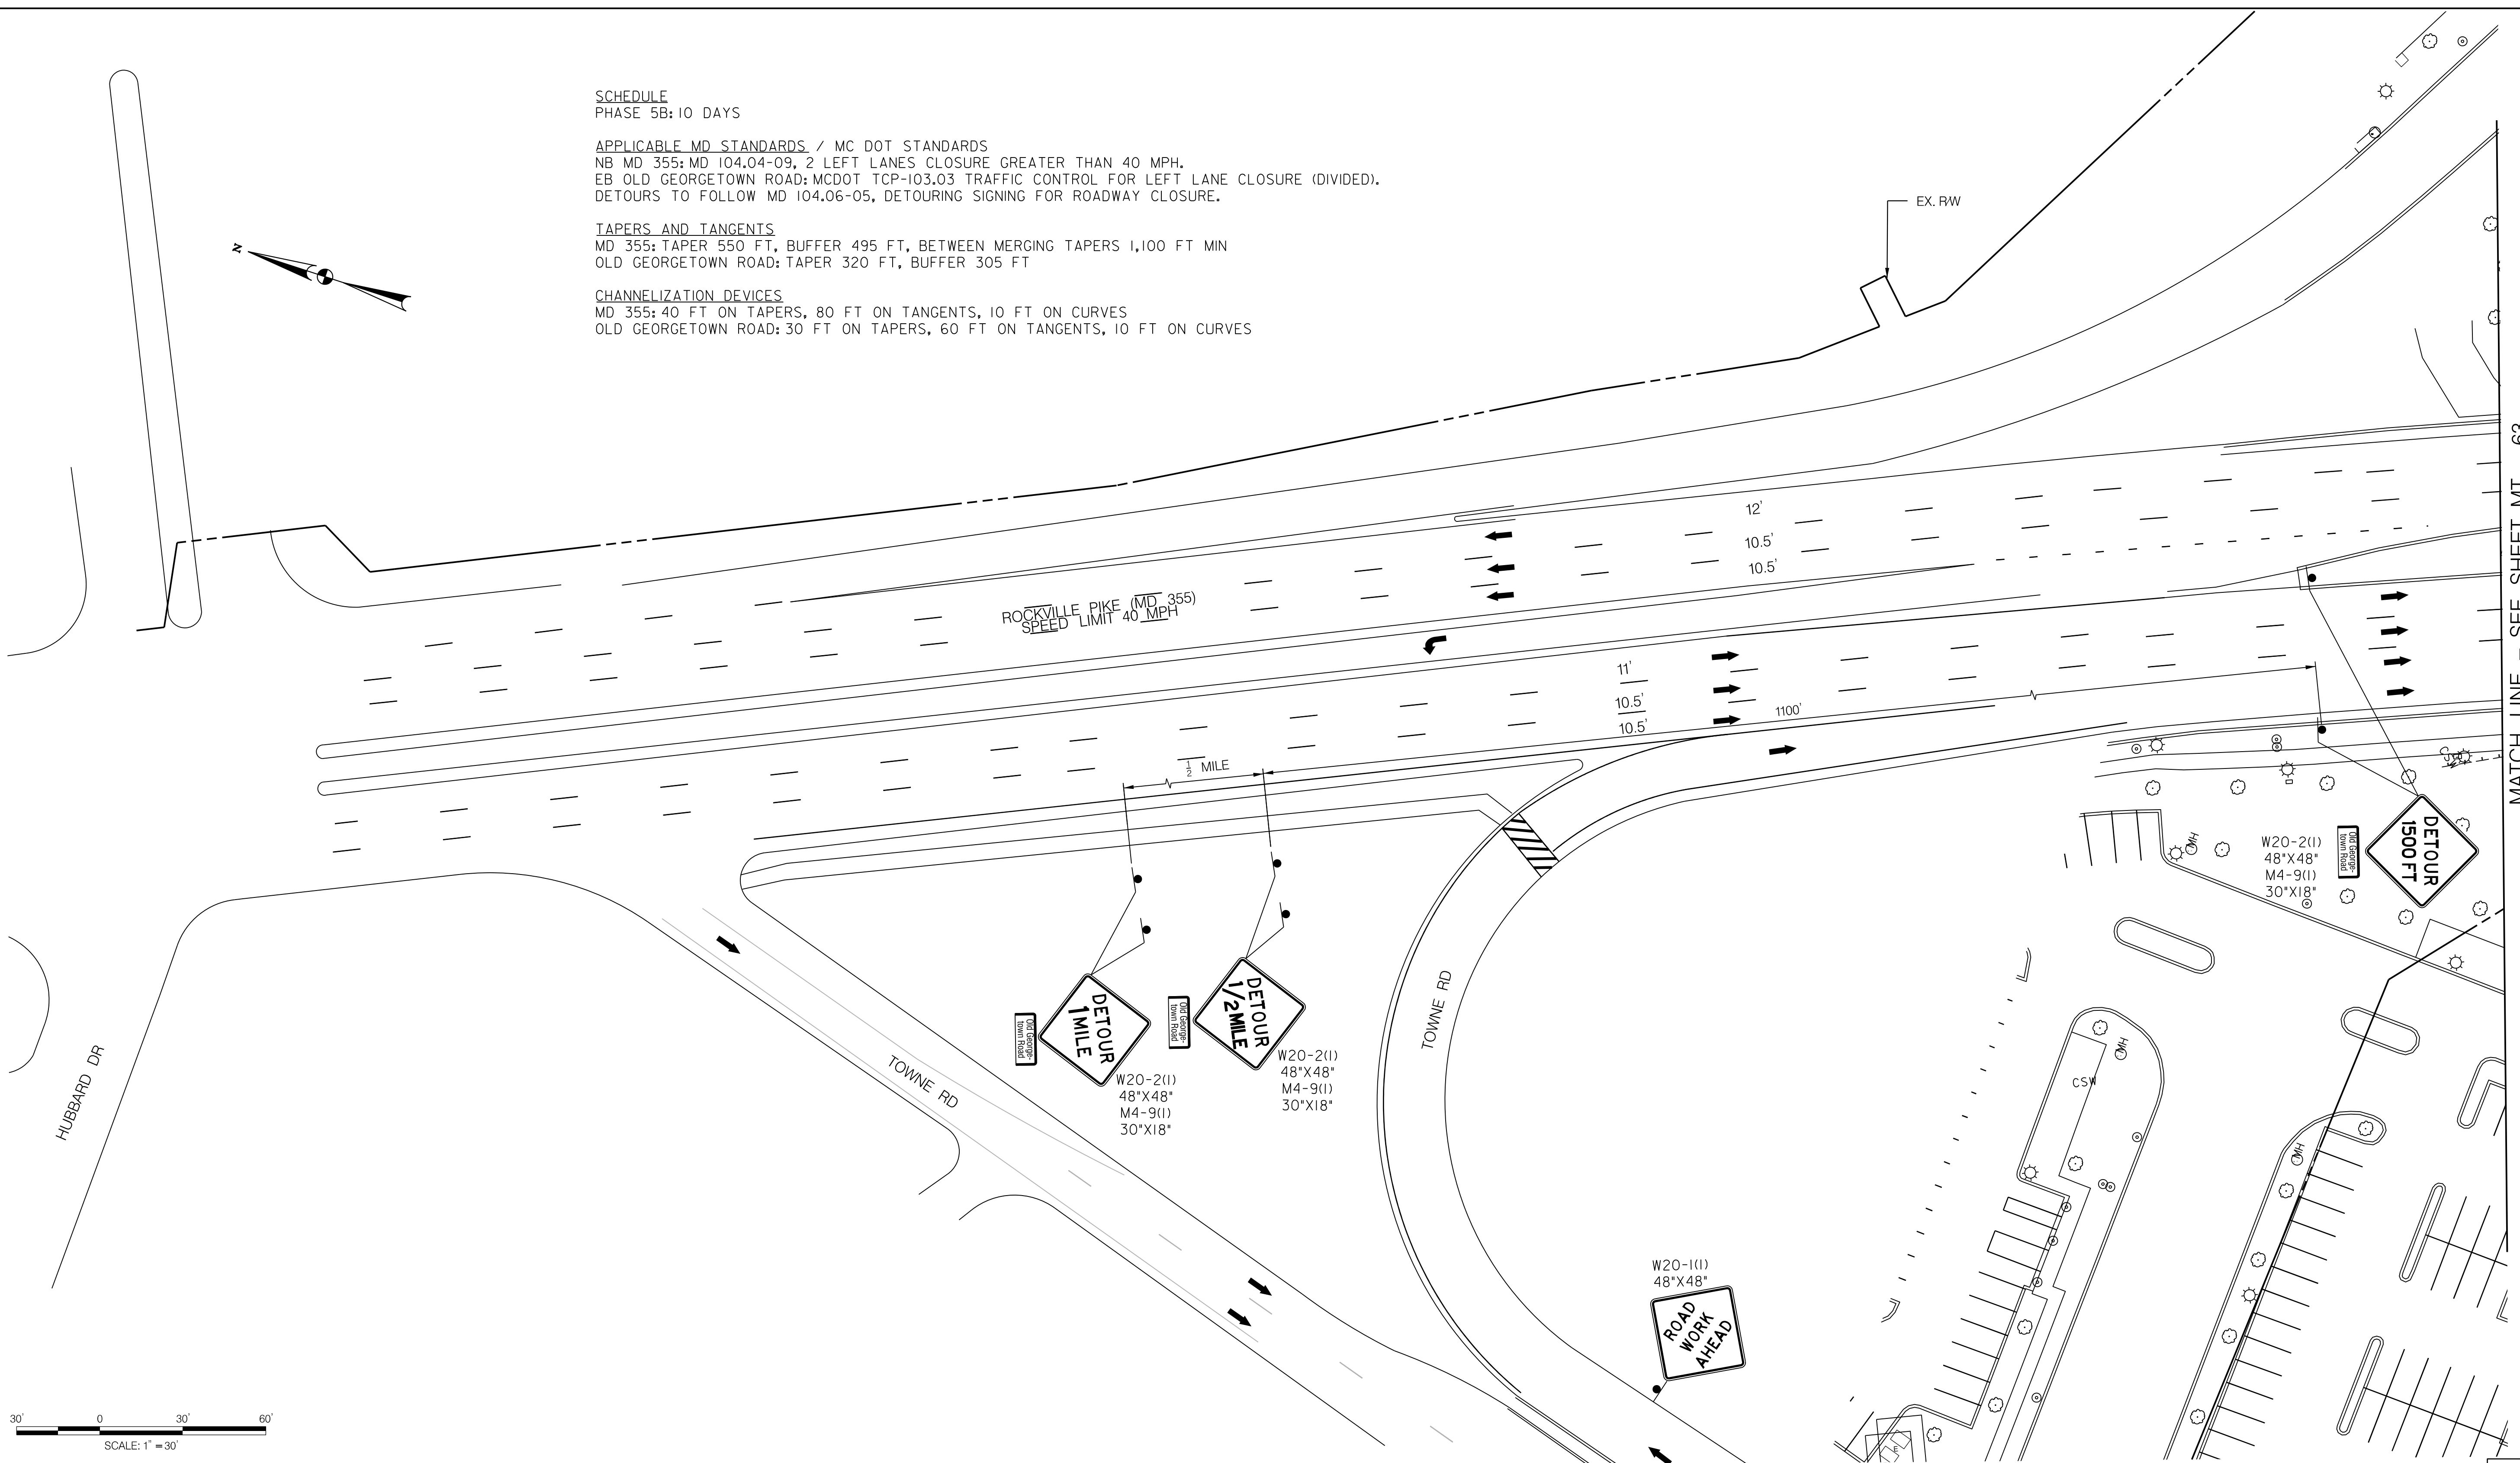 SCHEDULE
PHASE 5B: 10 DAYS
APPLICABLE MD STANDARDS / MC DOT STANDARDS
NB MD 355: MD 104.04-09, 2 LEFT LANES CLOSURE GREATER THAN 40 MPH.
EB OLD GEORGETOWN ROAD: MCDOT TCP-103.03 TRAFFIC CONTROL FOR LEFT LANE CLOSURE (DIVIDED).
DETOURS TO FOLLOW MD 104.06-05, DETOURING SIGNING FOR ROADWAY CLOSURE.
TAPERS AND TANGENTS
MD 355: TAPER 550 FT, BUFFER 495 FT, BETWEEN MERGING TAPERS 1,100 FT MIN
OLD GEORGETOWN ROAD: TAPER 320 FT, BUFFER 305 FT
CHANNELIZATION DEVICES
MD 355: 40 FT ON TAPERS, 80 FT ON TANGENTS, 10 FT ON CURVES
OLD GEORGETOWN ROAD: 30 FT ON TAPERS, 60 FT ON TANGENTS, 10 FT ON CURVES
N
EX. R/W
12'
10.5'
10.5'
ROCKVILLE PIKE (MD 355)
SPEED LIMIT 40 MPH
11'
10.5'
10.5'
1100'
1/2 MILE
MATCH LINE - SEE SHEET MT
CSW
DETOUR
1500 FT
Old George-
town Road
W20-2(1)
48"X48"
M4-9(1)
30"X18"
MH
DETOUR
1 MILE
Old George-
town Road
W20-2(1)
48"X48"
M4-9(1)
30"X18"
DETOUR
1/2 MILE
Old George-
town Road
W20-2(1)
48"X48"
M4-9(1)
30"X18"
TOWNE RD
TOWNE RD
HUBBARD DR
MH
CSW
MH
W20-1(1)
48"X48"
ROAD
WORK
AHEAD
E
30' 0 30' 60'
SCALE: 1" = 30'